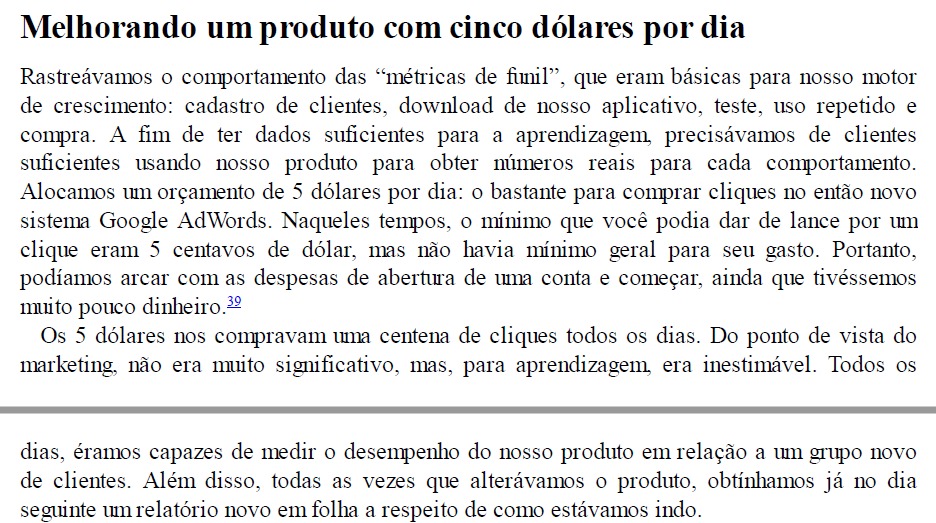 Melhorando um produto com cinco dólares por dia
Rastreávamos o comportamento das “métricas de funil”, que eram básicas para nosso motor
de crescimento: cadastro de clientes, download de nosso aplicativo, teste, uso repetido e
compra. A fim de ter dados suficientes para a aprendizagem, precisávamos de clientes
suficientes usando nosso produto para obter números reais para cada comportamento.
Alocamos um orçamento de 5 dólares por dia: o bastante para comprar cliques no então novo
sistema Google AdWords. Naqueles tempos, o mínimo que você podia dar de lance por um
clique eram 5 centavos de dólar, mas não havia mínimo geral para seu gasto. Portanto,
podíamos arcar com as despesas de abertura de uma conta e começar, ainda que tivéssemos
muito pouco dinheiro.39
Os 5 dólares nos compravam uma centena de cliques todos os dias. Do ponto de vista do
marketing, não era muito significativo, mas, para aprendizagem, era inestimável. Todos os
dias, éramos capazes de medir o desempenho do nosso produto em relação a um grupo novo
de clientes. Além disso, todas as vezes que alterávamos o produto, obtínhamos já no dia
seguinte um relatório novo em folha a respeito de como estávamos indo.